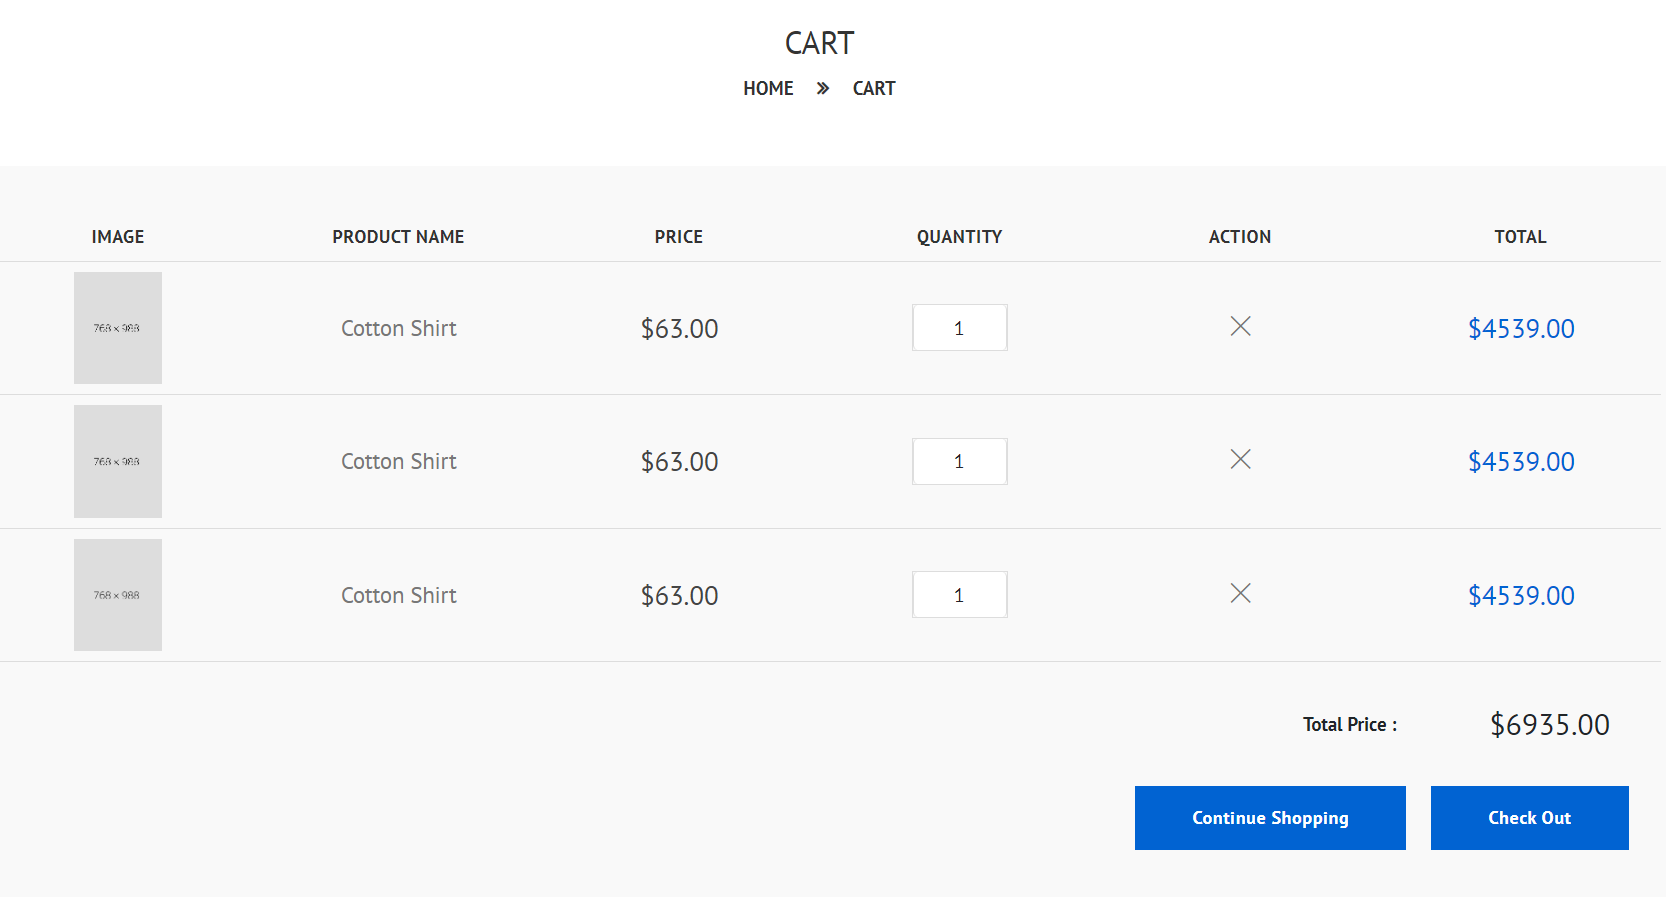 CART
HOME » CART
IMAGE PRODUCT NAME PRICE QUANTITY ACTION TOTAL
768 × 988 Cotton Shirt $63.00 1 $4539.00
768 × 988 Cotton Shirt $63.00 1 $4539.00
768 × 988 Cotton Shirt $63.00 1 $4539.00
Total Price : $6935.00
Continue Shopping Check Out